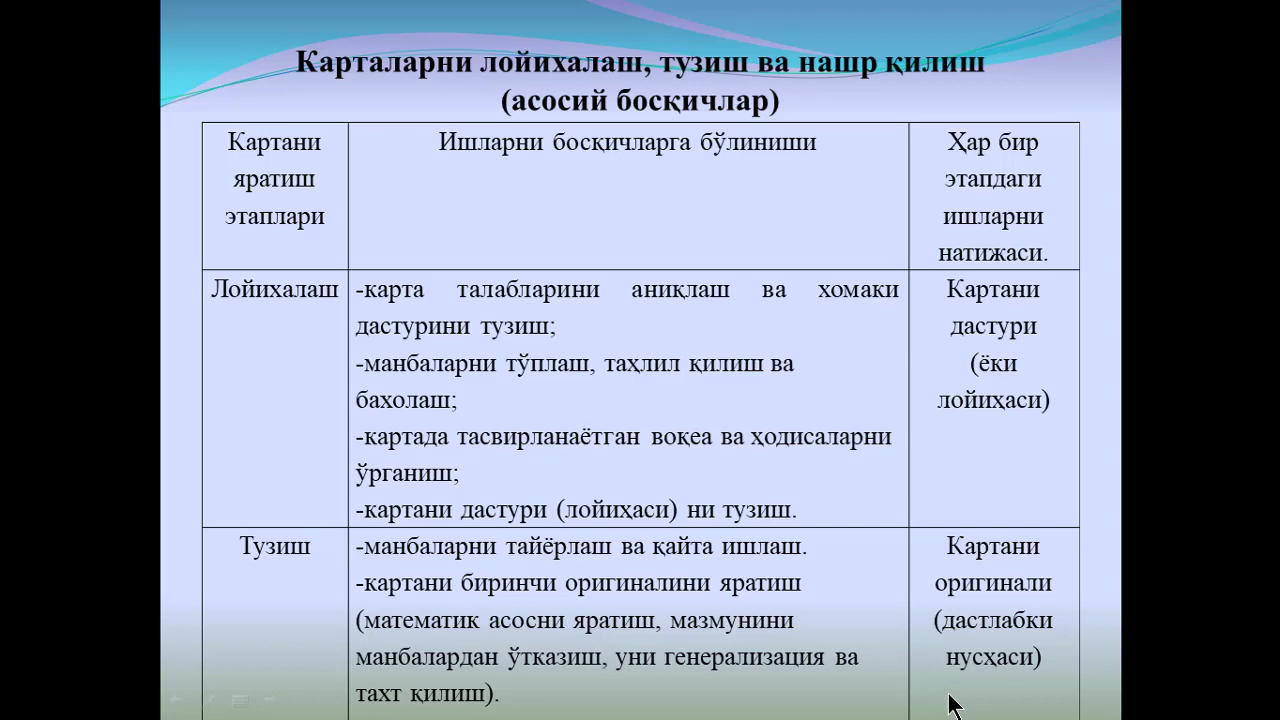 Карталарни лойихалаш, тузиш ва нашр қилиш
(асосий босқичлар)
Картани
яратиш
этаплари
Ишларни босқичларга бўлиниши
Ҳар бир
этапдаги
ишларни
натижаси.
Лойихалаш
-карта талабларини аниқлаш ва хомаки
дастурини тузиш;
-манбаларни тўплаш, таҳлил қилиш ва
бахолаш;
-картада тасвирланаётган воқеа ва ҳодисаларни
ўрганиш;
-картани дастури (лойиҳаси) ни тузиш.
Картани
дастури
(ёки
лойиҳаси)
Тузиш
-манбаларни тайёрлаш ва қайта ишлаш.
-картани биринчи оригиналини яратиш
(математик асосни яратиш, мазмунини
манбалардан ўтказиш, уни генерализация ва
тахт қилиш).
Картани
оригинали
(дастлабки
нусҳаси)